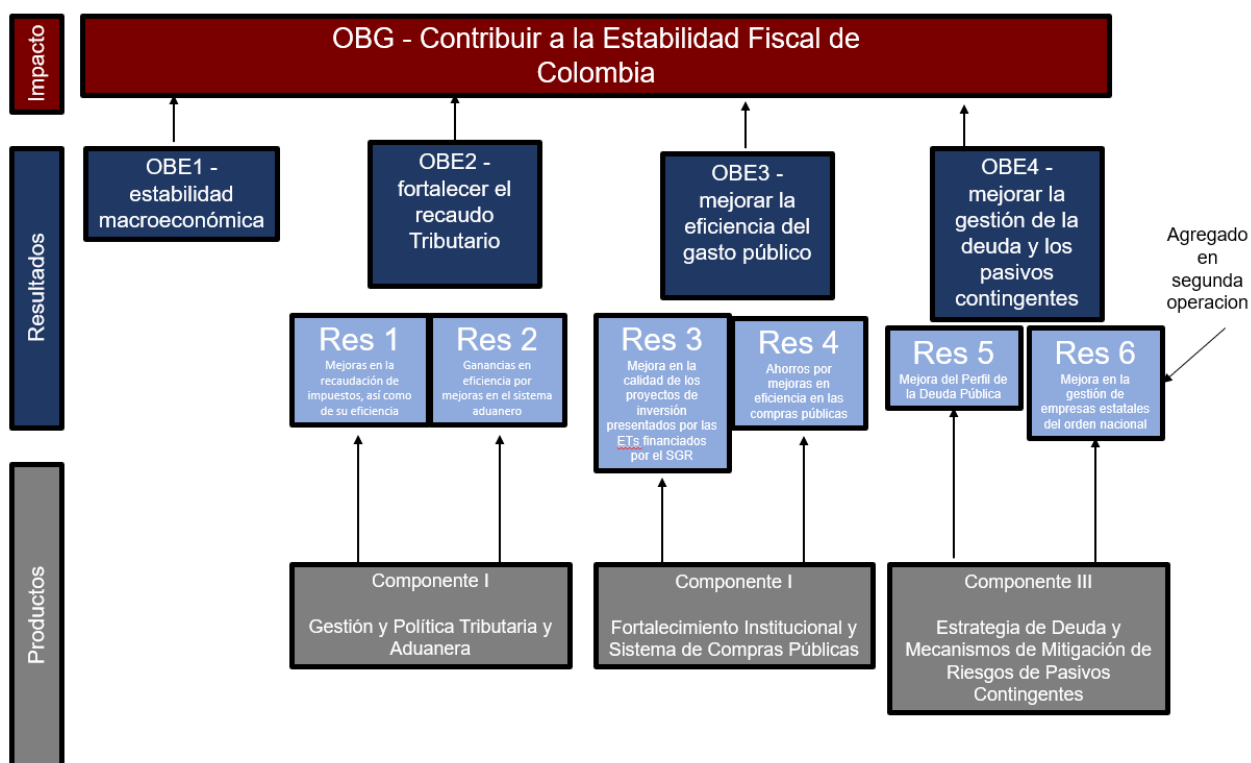 Impacto
OBG - Contribuir a la Estabilidad Fiscal de
Colombia
Resultados
OBE1 -
estabilidad
macroeconómica
OBE2 -
fortalecer el
recaudo
Tributario
OBE3 -
mejorar la
eficiencia del
gasto público
OBE4 -
mejorar la
gestión de la
deuda y los
pasivos
contingentes
Agregado
en
segunda
operacion
Res 1
Mejoras en la
recaudación de
impuestos, así como
de su eficiencia
Res 2
Ganancias en
eficiencia por
mejoras en el sistema
aduanero
Res 3
Mejora en la
calidad de los
proyectos de
inversión
presentados por las
ETs financiados
por el SGR
Res 4
Ahorros por
mejoras en
eficiencia en las
compras públicas
Res 5
Mejora del Perfil de
la Deuda Pública
Res 6
Mejora en la
gestión de
empresas estatales
del orden nacional
Productos
Componente I
Gestión y Política Tributaria y
Aduanera
Componente I
Fortalecimiento Institucional y
Sistema de Compras Públicas
Componente III
Estrategia de Deuda y
Mecanismos de Mitigación de
Riesgos de Pasivos
Contingentes